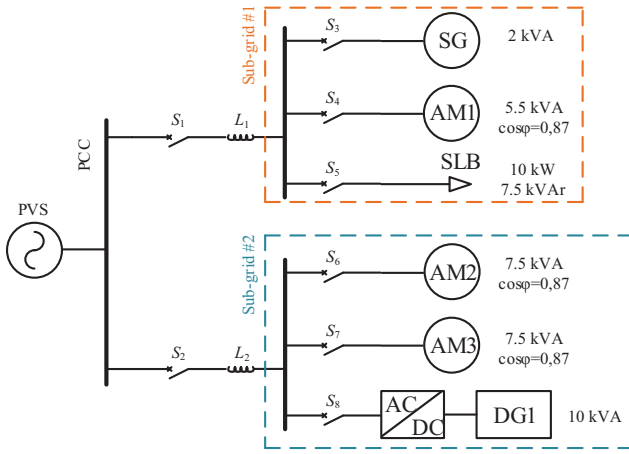 Sub-grid #1
S3
SG
2 kVA
S4
AM1
5.5 kVA
cosφ=0,87
S5
SLB
10 kW
7.5 kVAr
S1
L1
PCC
PVS
Sub-grid #2
S6
AM2
7.5 kVA
cosφ=0,87
S7
AM3
7.5 kVA
cosφ=0,87
S2
L2
S8
AC
DC
DG1
10 kVA